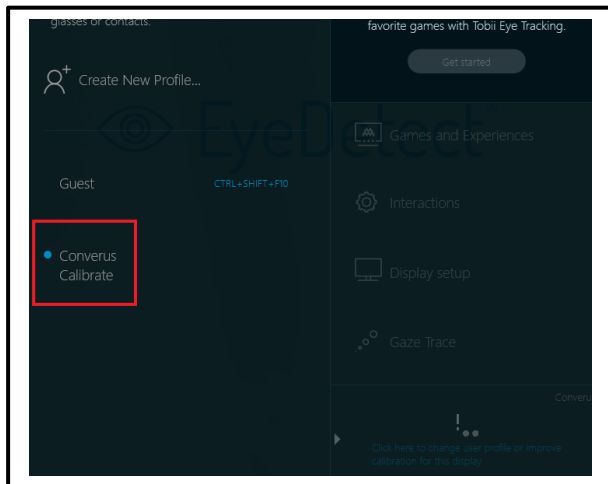 glasses or contacts.
Create New Profile...
Guest
CTRL+SHIFT+F10
Converus
Calibrate
favorite games with Tobii Eye Tracking.
Get started
EyeDetect®
Games and Experiences
Interactions
Display setup
Gaze Trace
Converu
Click here to change user profile or improve
calibration for this display